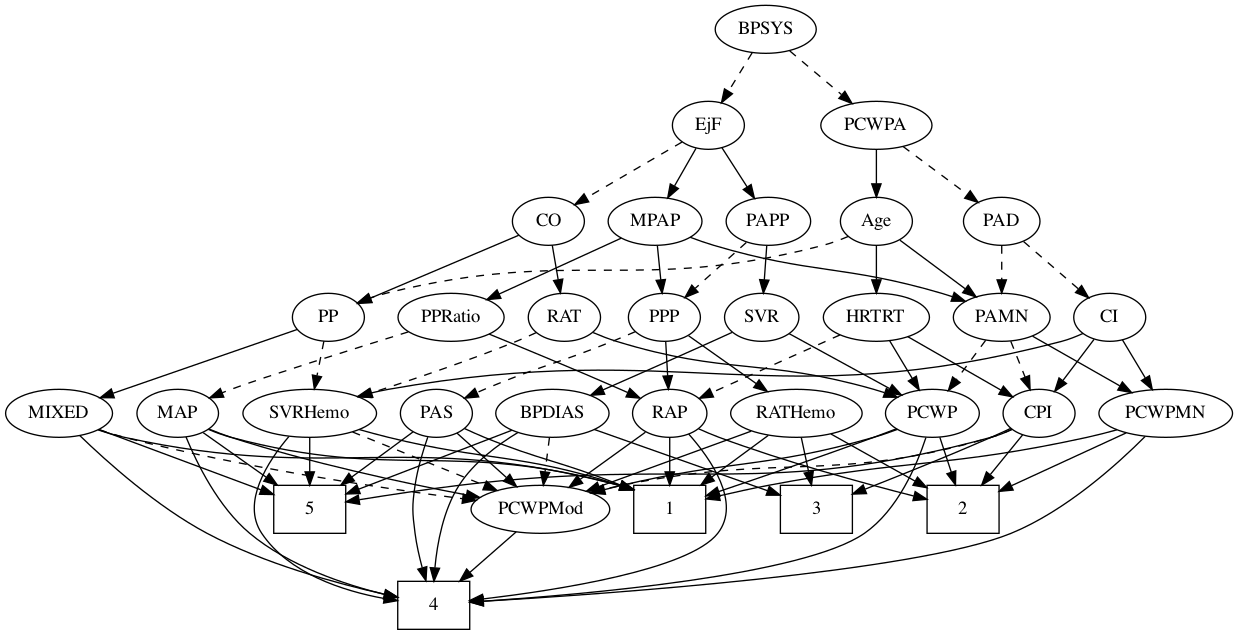 BPSYS
EjF
PCWPA
CO
MPAP
PAPP
Age
PAD
PP
PPRatio
RAT
PPP
SVR
HRTRT
PAMN
CI
MIXED
MAP
SVRHemo
PAS
BPDIAS
RAP
RATHemo
PCWP
CPI
PCWPMN
5
PCWPMod
1
3
2
4